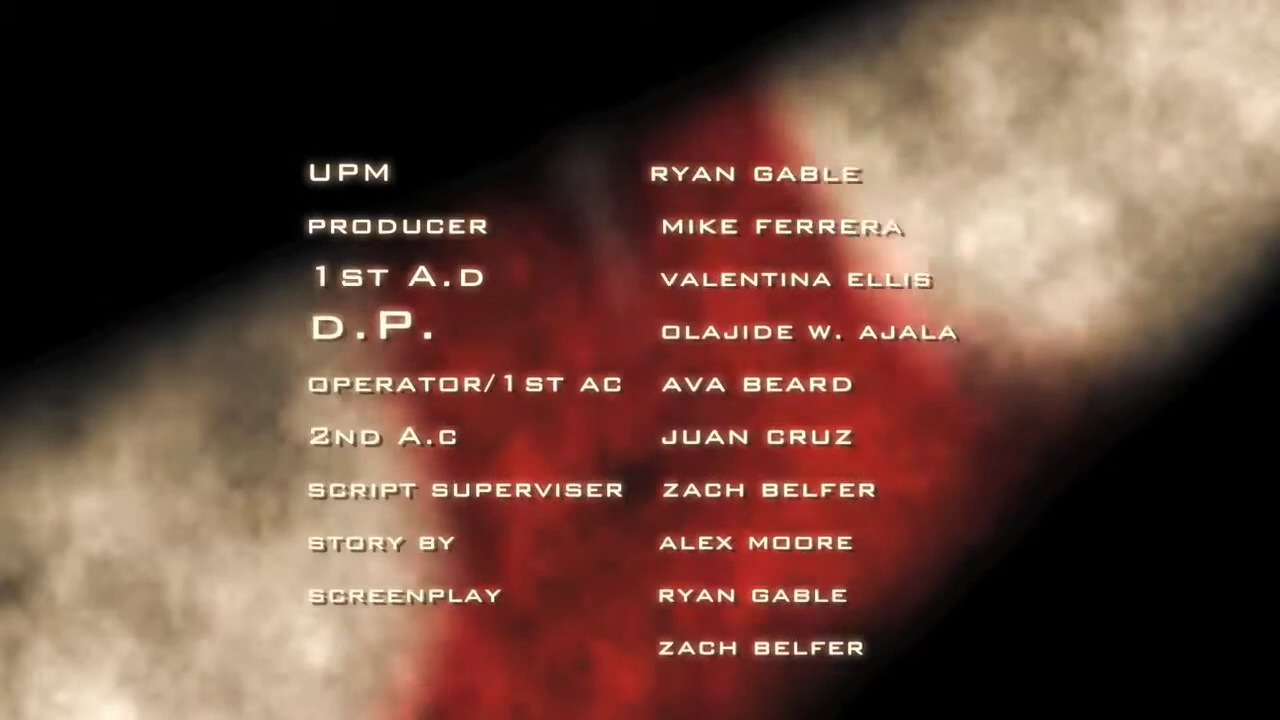 UPM RYAN GABLE
PRODUCER MIKE FERRERA
1ST A.D VALENTINA ELLIS
D.P. OLAJIDE W. AJALA
OPERATOR/1ST AC AVA BEARD
2ND A.C JUAN CRUZ
SCRIPT SUPERVISER ZACH BELFER
STORY BY ALEX MOORE
SCREENPLAY RYAN GABLE
ZACH BELFER